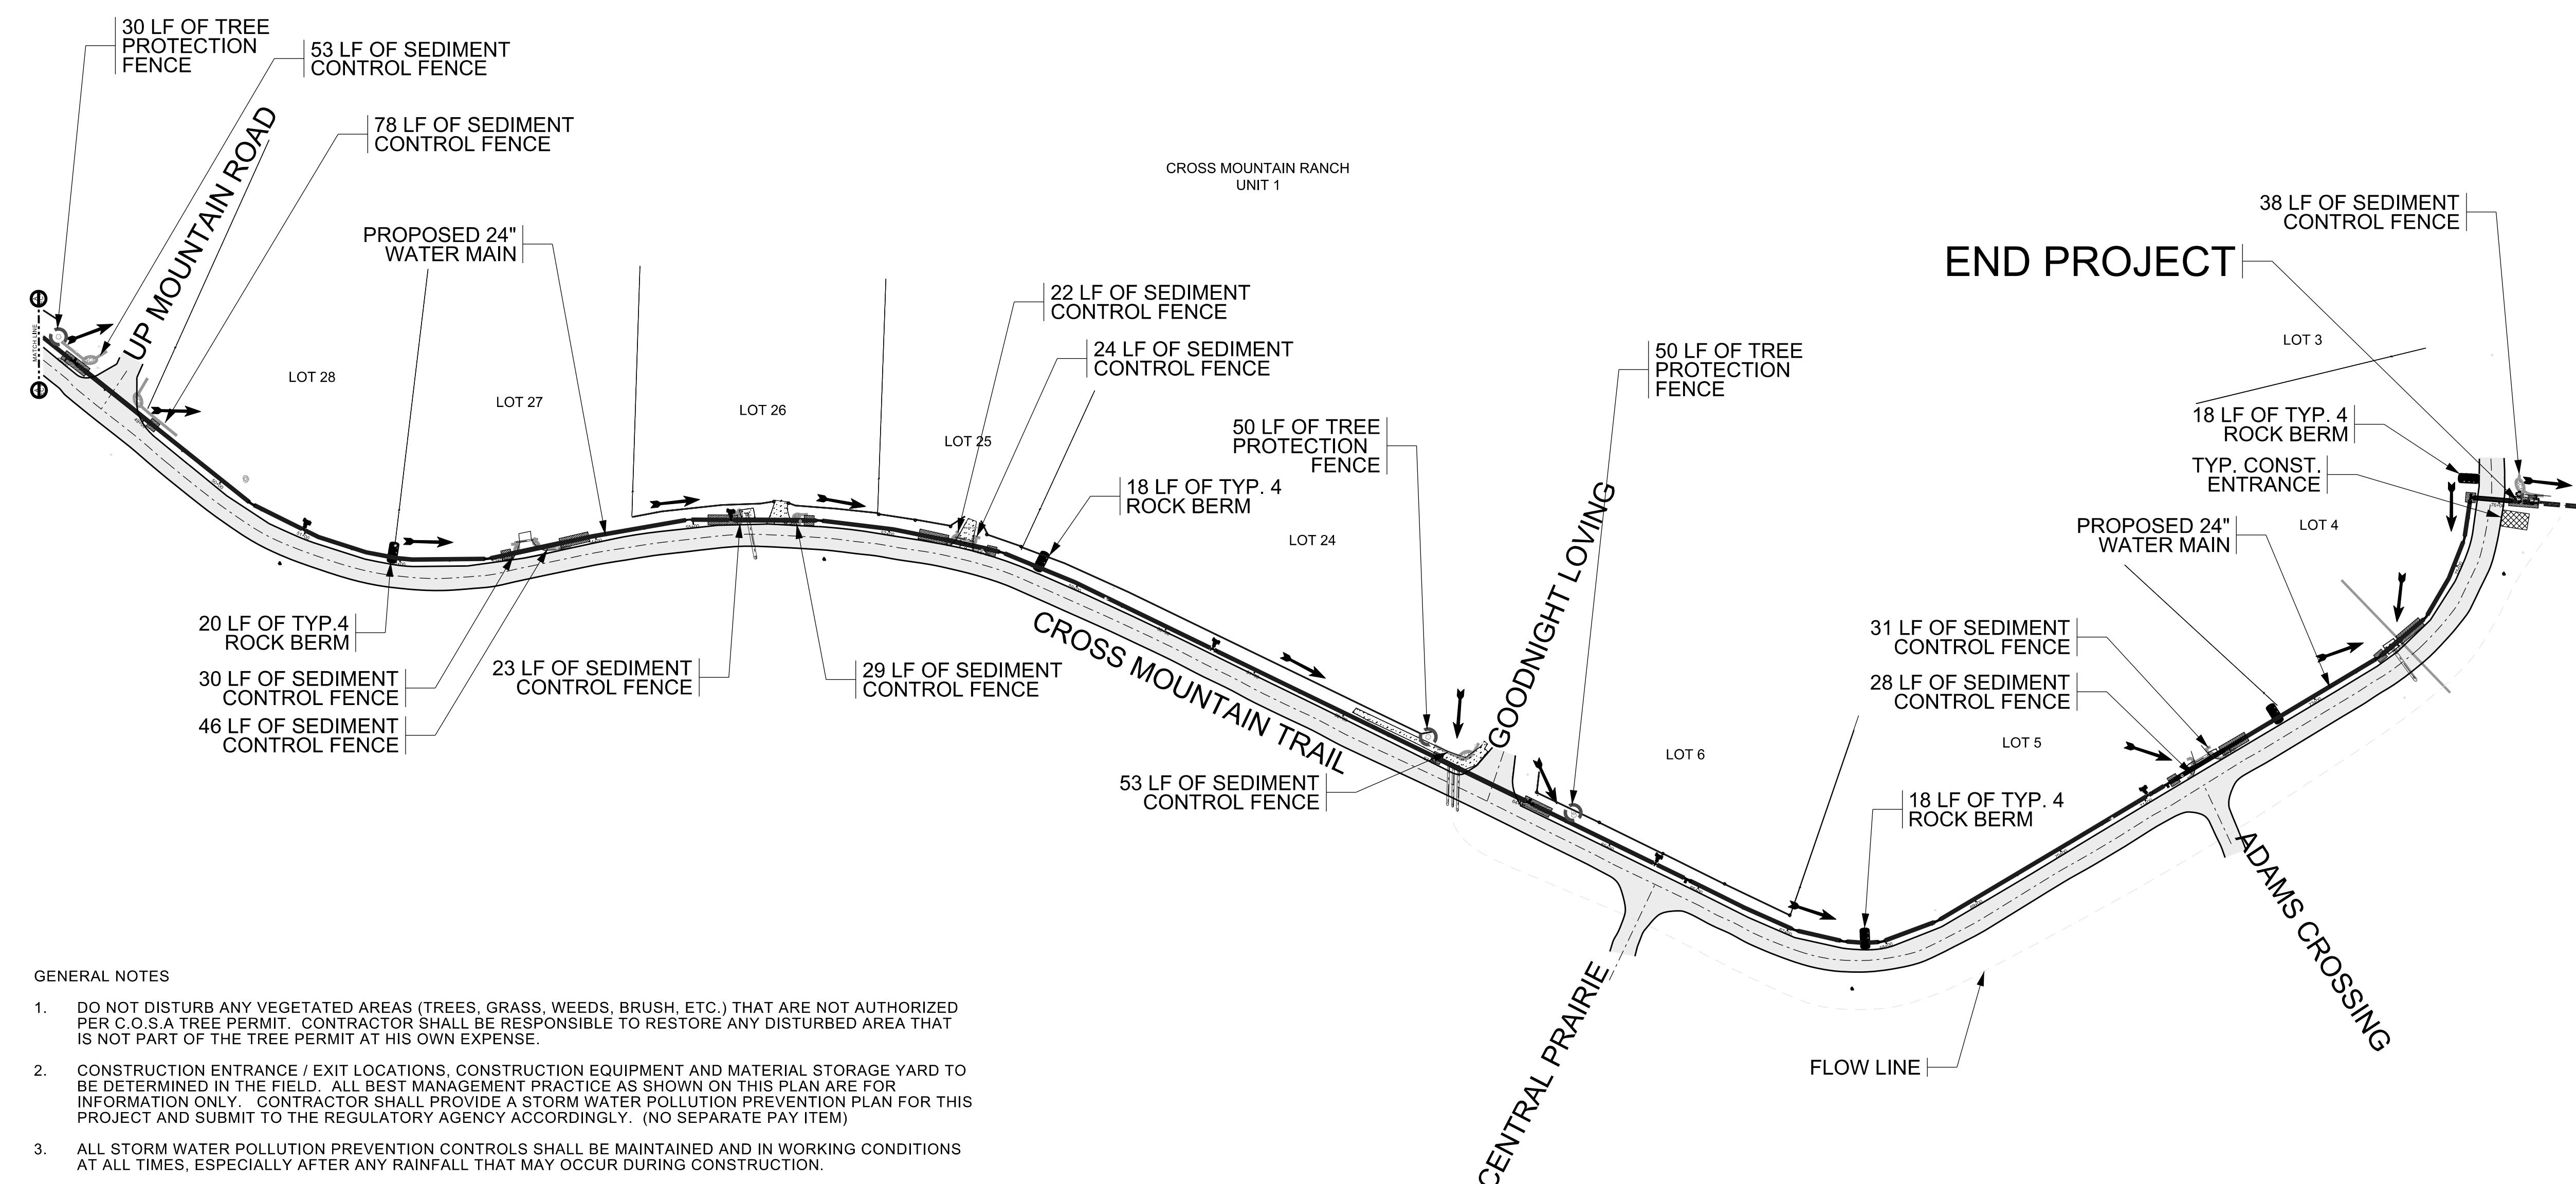 30 LF OF TREE
PROTECTION
FENCE
53 LF OF SEDIMENT
CONTROL FENCE
78 LF OF SEDIMENT
CONTROL FENCE
UP MOUNTAIN ROAD
PROPOSED 24"
WATER MAIN
CROSS MOUNTAIN RANCH
UNIT 1
38 LF OF SEDIMENT
CONTROL FENCE
END PROJECT
22 LF OF SEDIMENT
CONTROL FENCE
24 LF OF SEDIMENT
CONTROL FENCE
50 LF OF TREE
PROTECTION
FENCE
MATCH LINE
LOT 28
LOT 27
LOT 26
LOT 25
LOT 3
50 LF OF TREE
PROTECTION
FENCE
18 LF OF TYP. 4
ROCK BERM
18 LF OF TYP. 4
ROCK BERM
TYP. CONST.
ENTRANCE
LOT 24
LOT 4
PROPOSED 24"
WATER MAIN
GOODNIGHT LOVING
20 LF OF TYP.4
ROCK BERM
30 LF OF SEDIMENT
CONTROL FENCE
46 LF OF SEDIMENT
CONTROL FENCE
23 LF OF SEDIMENT
CONTROL FENCE
29 LF OF SEDIMENT
CONTROL FENCE
CROSS MOUNTAIN TRAIL
31 LF OF SEDIMENT
CONTROL FENCE
28 LF OF SEDIMENT
CONTROL FENCE
LOT 6
LOT 5
53 LF OF SEDIMENT
CONTROL FENCE
18 LF OF TYP. 4
ROCK BERM
ADAMS CROSSING
CENTRAL PRAIRIE
FLOW LINE
GENERAL NOTES
1. DO NOT DISTURB ANY VEGETATED AREAS (TREES, GRASS, WEEDS, BRUSH, ETC.) THAT ARE NOT AUTHORIZED
PER C.O.S.A TREE PERMIT. CONTRACTOR SHALL BE RESPONSIBLE TO RESTORE ANY DISTURBED AREA THAT
IS NOT PART OF THE TREE PERMIT AT HIS OWN EXPENSE.
2. CONSTRUCTION ENTRANCE / EXIT LOCATIONS, CONSTRUCTION EQUIPMENT AND MATERIAL STORAGE YARD TO
BE DETERMINED IN THE FIELD. ALL BEST MANAGEMENT PRACTICE AS SHOWN ON THIS PLAN ARE FOR
INFORMATION ONLY. CONTRACTOR SHALL PROVIDE A STORM WATER POLLUTION PREVENTION PLAN FOR THIS
PROJECT AND SUBMIT TO THE REGULATORY AGENCY ACCORDINGLY. (NO SEPARATE PAY ITEM)
3. ALL STORM WATER POLLUTION PREVENTION CONTROLS SHALL BE MAINTAINED AND IN WORKING CONDITIONS
AT ALL TIMES, ESPECIALLY AFTER ANY RAINFALL THAT MAY OCCUR DURING CONSTRUCTION.